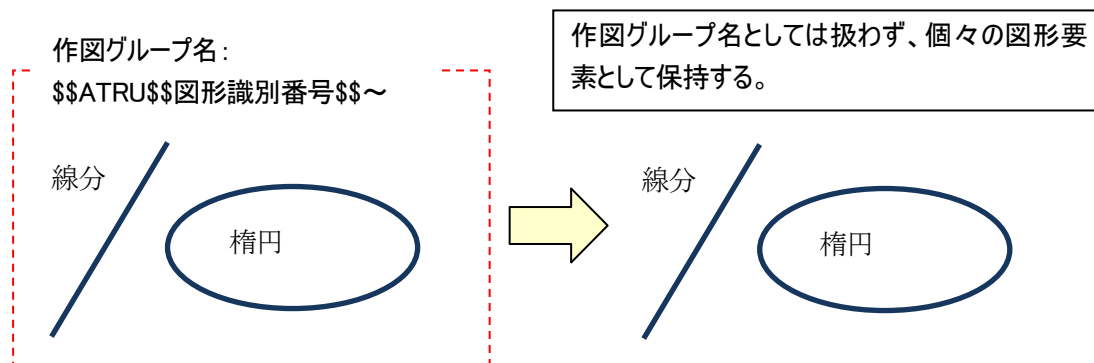 作図グループ名：
$$ATRU$$図形識別番号$$～
線分
楕円
作図グループ名としては扱わず、個々の図形要
素として保持する。
線分
楕円